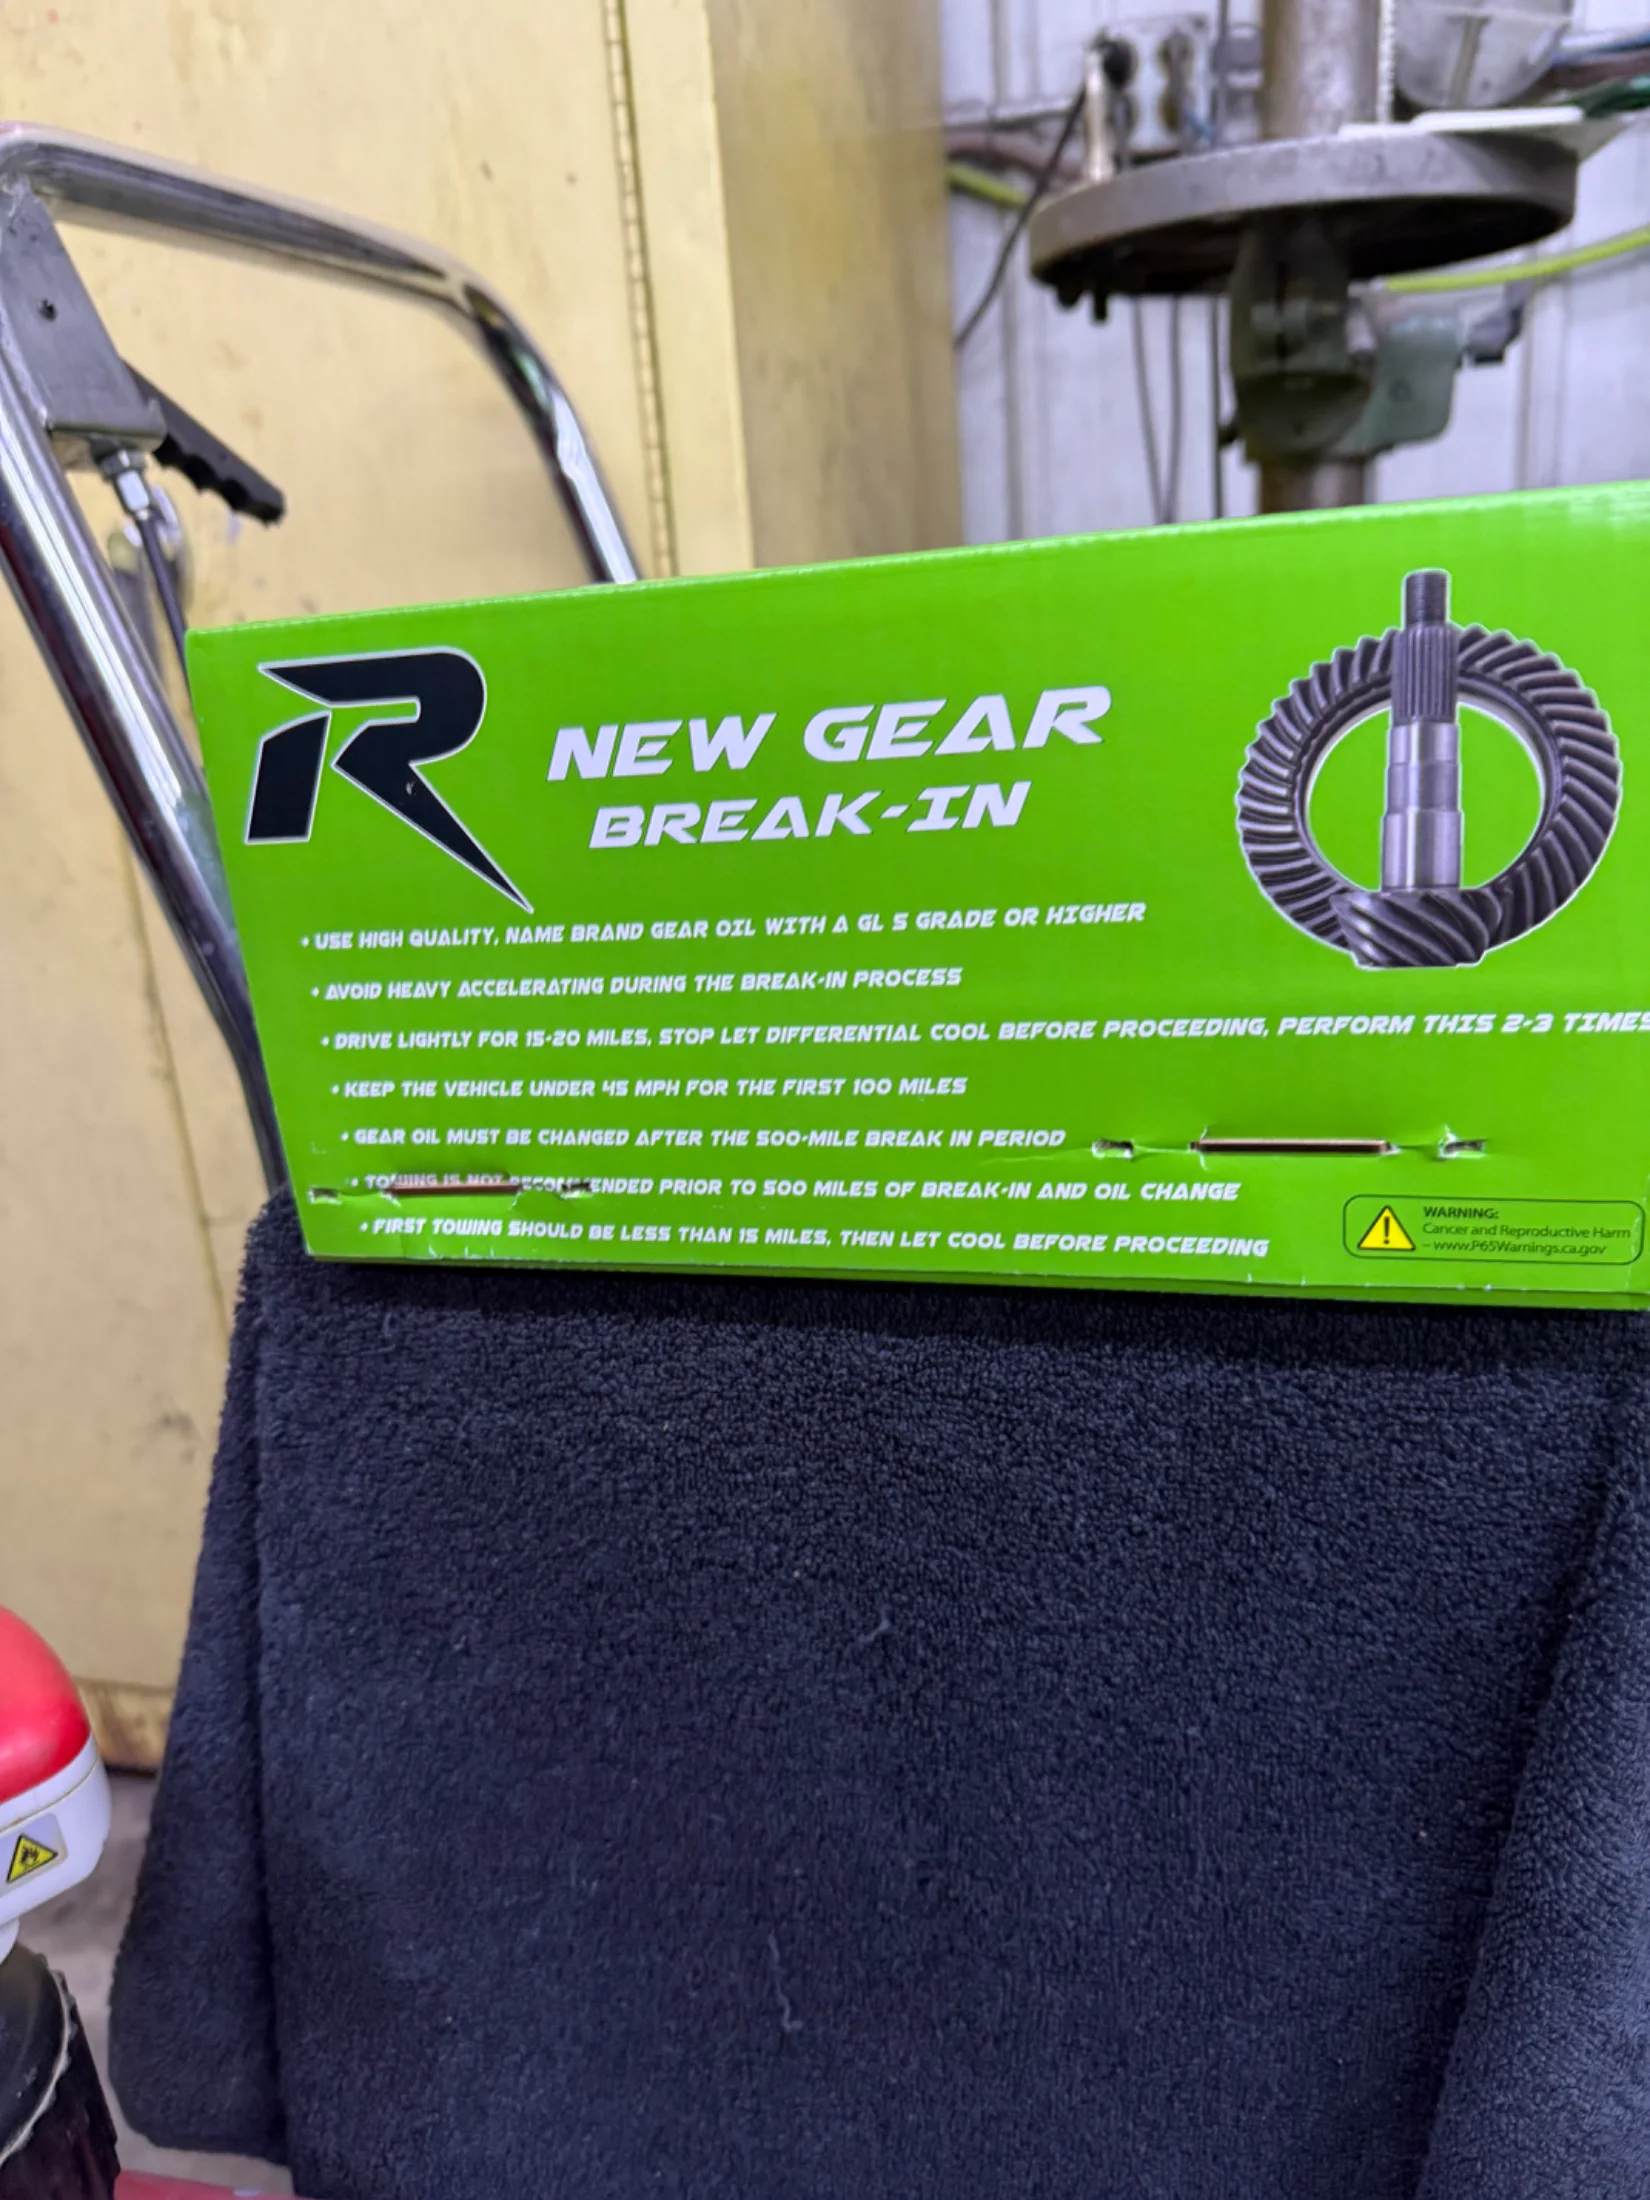 R
NEW GEAR
BREAK-IN
• USE HIGH QUALITY, NAME BRAND GEAR OIL WITH A GL 5 GRADE OR HIGHER
• AVOID HEAVY ACCELERATING DURING THE BREAK-IN PROCESS
• DRIVE LIGHTLY FOR 15-20 MILES, STOP LET DIFFERENTIAL COOL BEFORE PROCEEDING, PERFORM THIS 2-3 TIMES
• KEEP THE VEHICLE UNDER 45 MPH FOR THE FIRST 100 MILES
• GEAR OIL MUST BE CHANGED AFTER THE 500-MILE BREAK IN PERIOD
• TOWING IS NOT RECOMMENDED PRIOR TO 500 MILES OF BREAK-IN AND OIL CHANGE
• FIRST TOWING SHOULD BE LESS THAN 15 MILES, THEN LET COOL BEFORE PROCEEDING
WARNING:
Cancer and Reproductive Harm
– www.P65Warnings.ca.gov